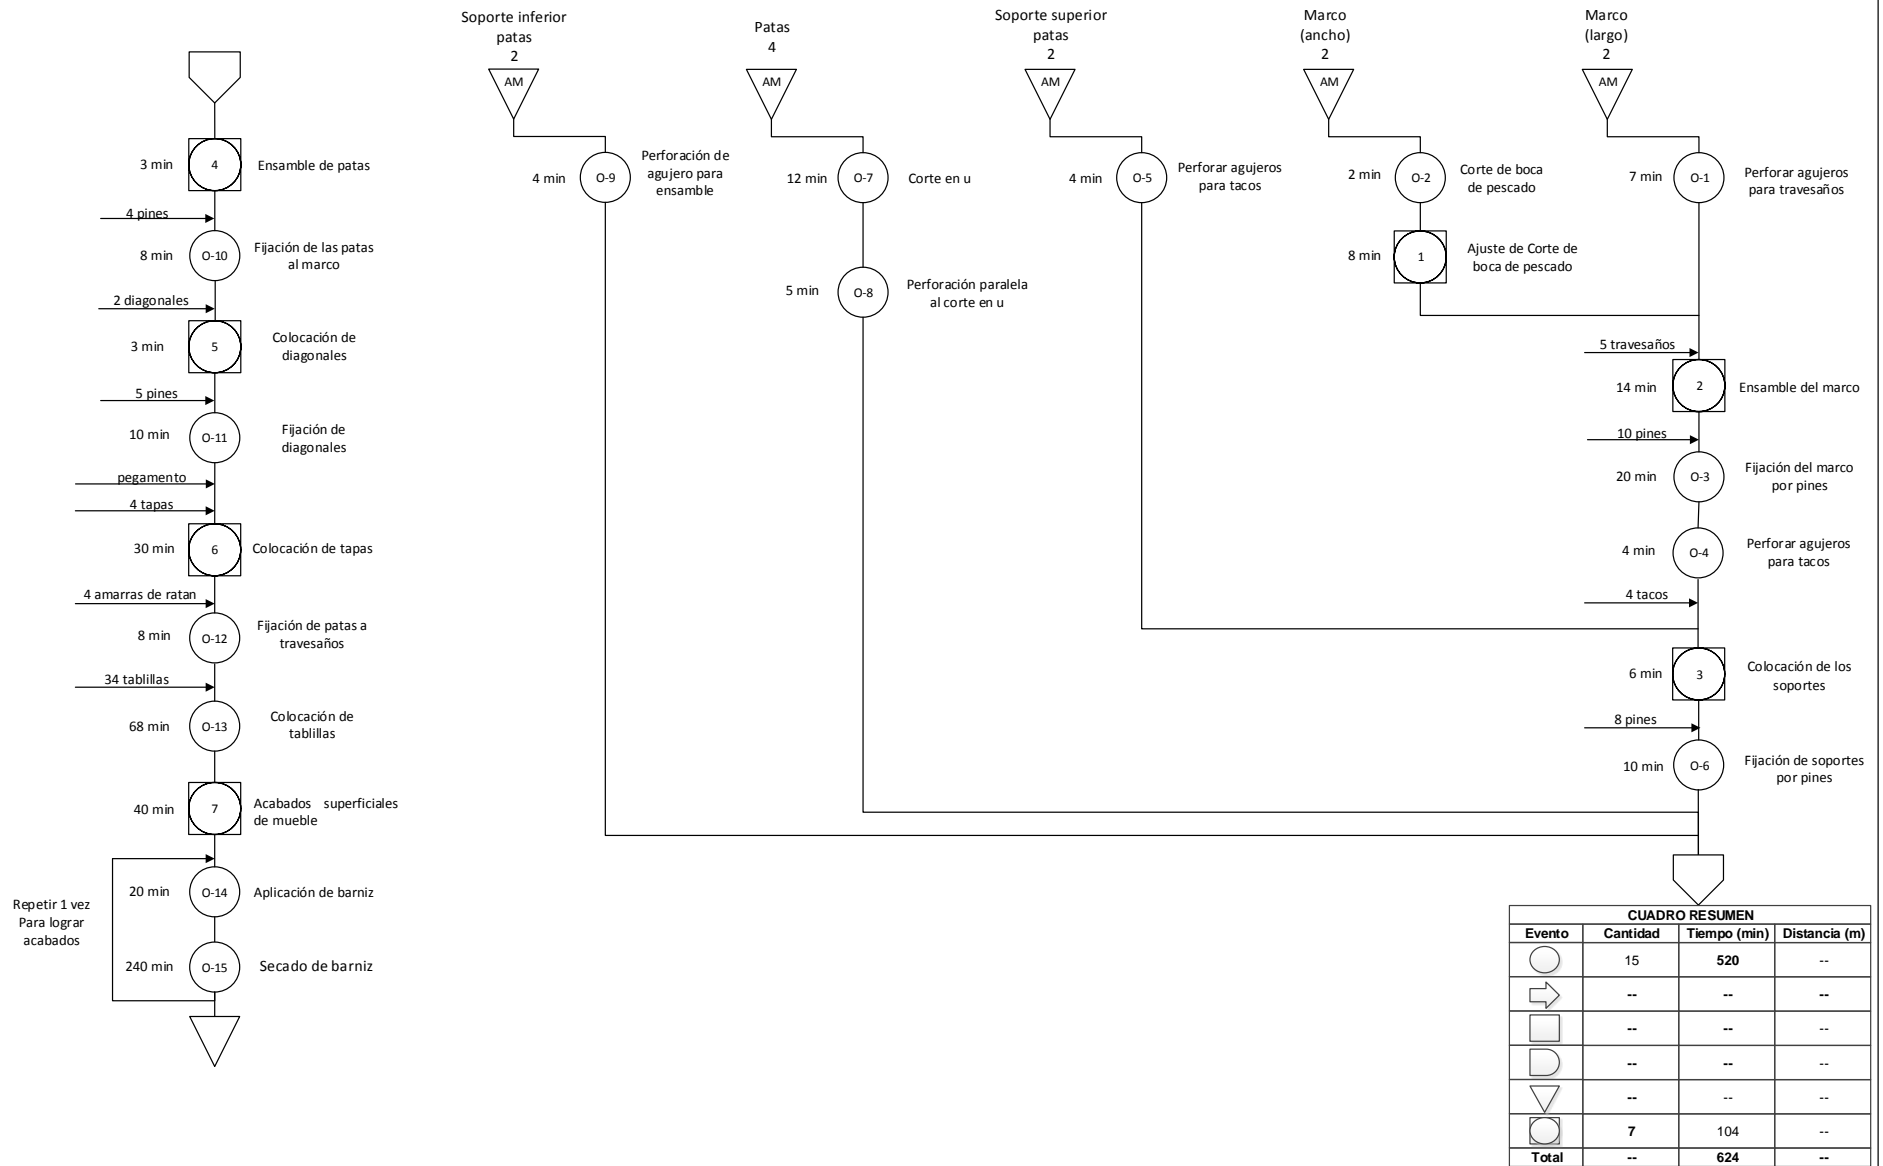 4
3 min
Ensamble de patas
4 pines
O-10
8 min
Fijación de las patas
al marco
2 diagonales
5
3 min
Colocación de
diagonales
5 pines
O-11
10 min
Fijación de
diagonales
pegamento
4 tapas
6
30 min
Colocación de tapas
4 amarras de ratan
O-12
8 min
Fijación de patas a
travesaños
34 tablillas
O-13
68 min
Colocación de
tablillas
7
40 min
Acabados superficiales
de mueble
O-14
20 min
Aplicación de barniz
Repetir 1 vez
Para lograr
acabados
O-15
240 min
Secado de barniz
Soporte inferior
patas
2
AM
4 min
O-9
Perforación de
agujero para
ensamble
Patas
4
AM
12 min
O-7
Corte en u
5 min
O-8
Perforación paralela
al corte en u
Soporte superior
patas
2
AM
4 min
O-5
Perforar agujeros
para tacos
Marco
(ancho)
2
AM
2 min
O-2
Corte de boca
de pescado
8 min
1
Ajuste de Corte de
boca de pescado
Marco
(largo)
2
AM
7 min
O-1
Perforar agujeros
para travesaños
5 travesaños
14 min
2
Ensamble del marco
10 pines
20 min
O-3
Fijación del marco
por pines
4 min
O-4
Perforar agujeros
para tacos
4 tacos
6 min
3
Colocación de los
soportes
8 pines
10 min
O-6
Fijación de soportes
por pines
CUADRO RESUMEN
Evento Cantidad Tiempo (min) Distancia (m)
15 520 --
-- -- --
-- -- --
-- -- --
-- -- --
7 104 --
Total -- 624 --